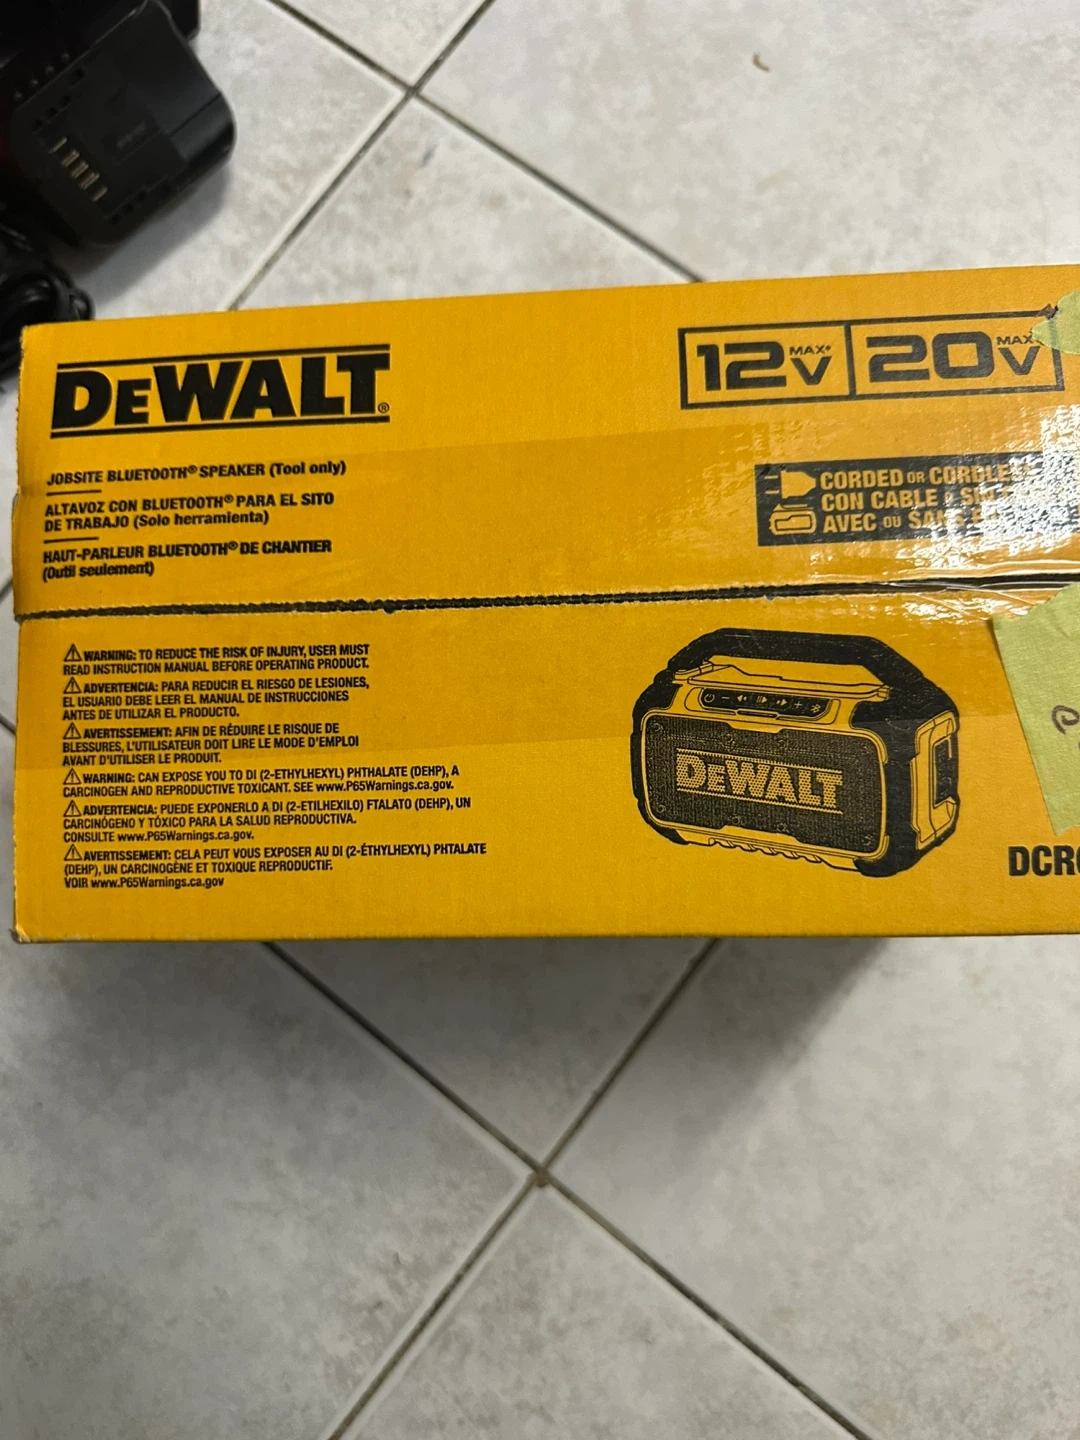 DEWALT®
12V MAX* 20V MAX*
JOBSITE BLUETOOTH® SPEAKER (Tool only)
ALTAVOZ CON BLUETOOTH® PARA EL SITO
DE TRABAJO (Solo herramienta)
HAUT-PARLEUR BLUETOOTH® DE CHANTIER
(Outil seulement)
CORDED OR CORDLESS
CON CABLE O SIN
AVEC OU SANS
⚠ WARNING: TO REDUCE THE RISK OF INJURY, USER MUST
READ INSTRUCTION MANUAL BEFORE OPERATING PRODUCT.
⚠ ADVERTENCIA: PARA REDUCIR EL RIESGO DE LESIONES,
EL USUARIO DEBE LEER EL MANUAL DE INSTRUCCIONES
ANTES DE UTILIZAR EL PRODUCTO.
⚠ AVERTISSEMENT: AFIN DE RÉDUIRE LE RISQUE DE
BLESSURES, L'UTILISATEUR DOIT LIRE LE MODE D'EMPLOI
AVANT D'UTILISER LE PRODUIT.
⚠ WARNING: CAN EXPOSE YOU TO DI (2-ETHYLHEXYL) PHTHALATE (DEHP), A
CARCINOGEN AND REPRODUCTIVE TOXICANT. SEE www.P65Warnings.ca.gov.
⚠ ADVERTENCIA: PUEDE EXPONERLO A DI (2-ETILHEXILO) FTALATO (DEHP), UN
CARCINÓGENO Y TÓXICO PARA LA SALUD REPRODUCTIVA.
CONSULTE www.P65Warnings.ca.gov.
⚠ AVERTISSEMENT: CELA PEUT VOUS EXPOSER AU DI (2-ÉTHYLHEXYL) PHTALATE
(DEHP), UN CARCINOGÈNE ET TOXIQUE REPRODUCTIF.
VOIR www.P65Warnings.ca.gov
DEWALT
DCR